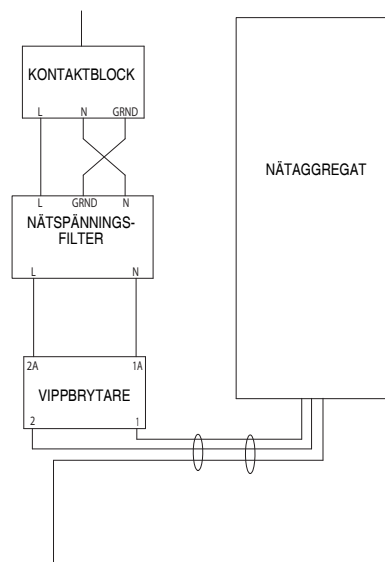 KONTAKTBLOCK
L N GRND
L GRND N
NÄTSPÄNNINGS-
FILTER
L N
2A 1A
VIPPBRYTARE
2 1
NÄTAGGREGAT